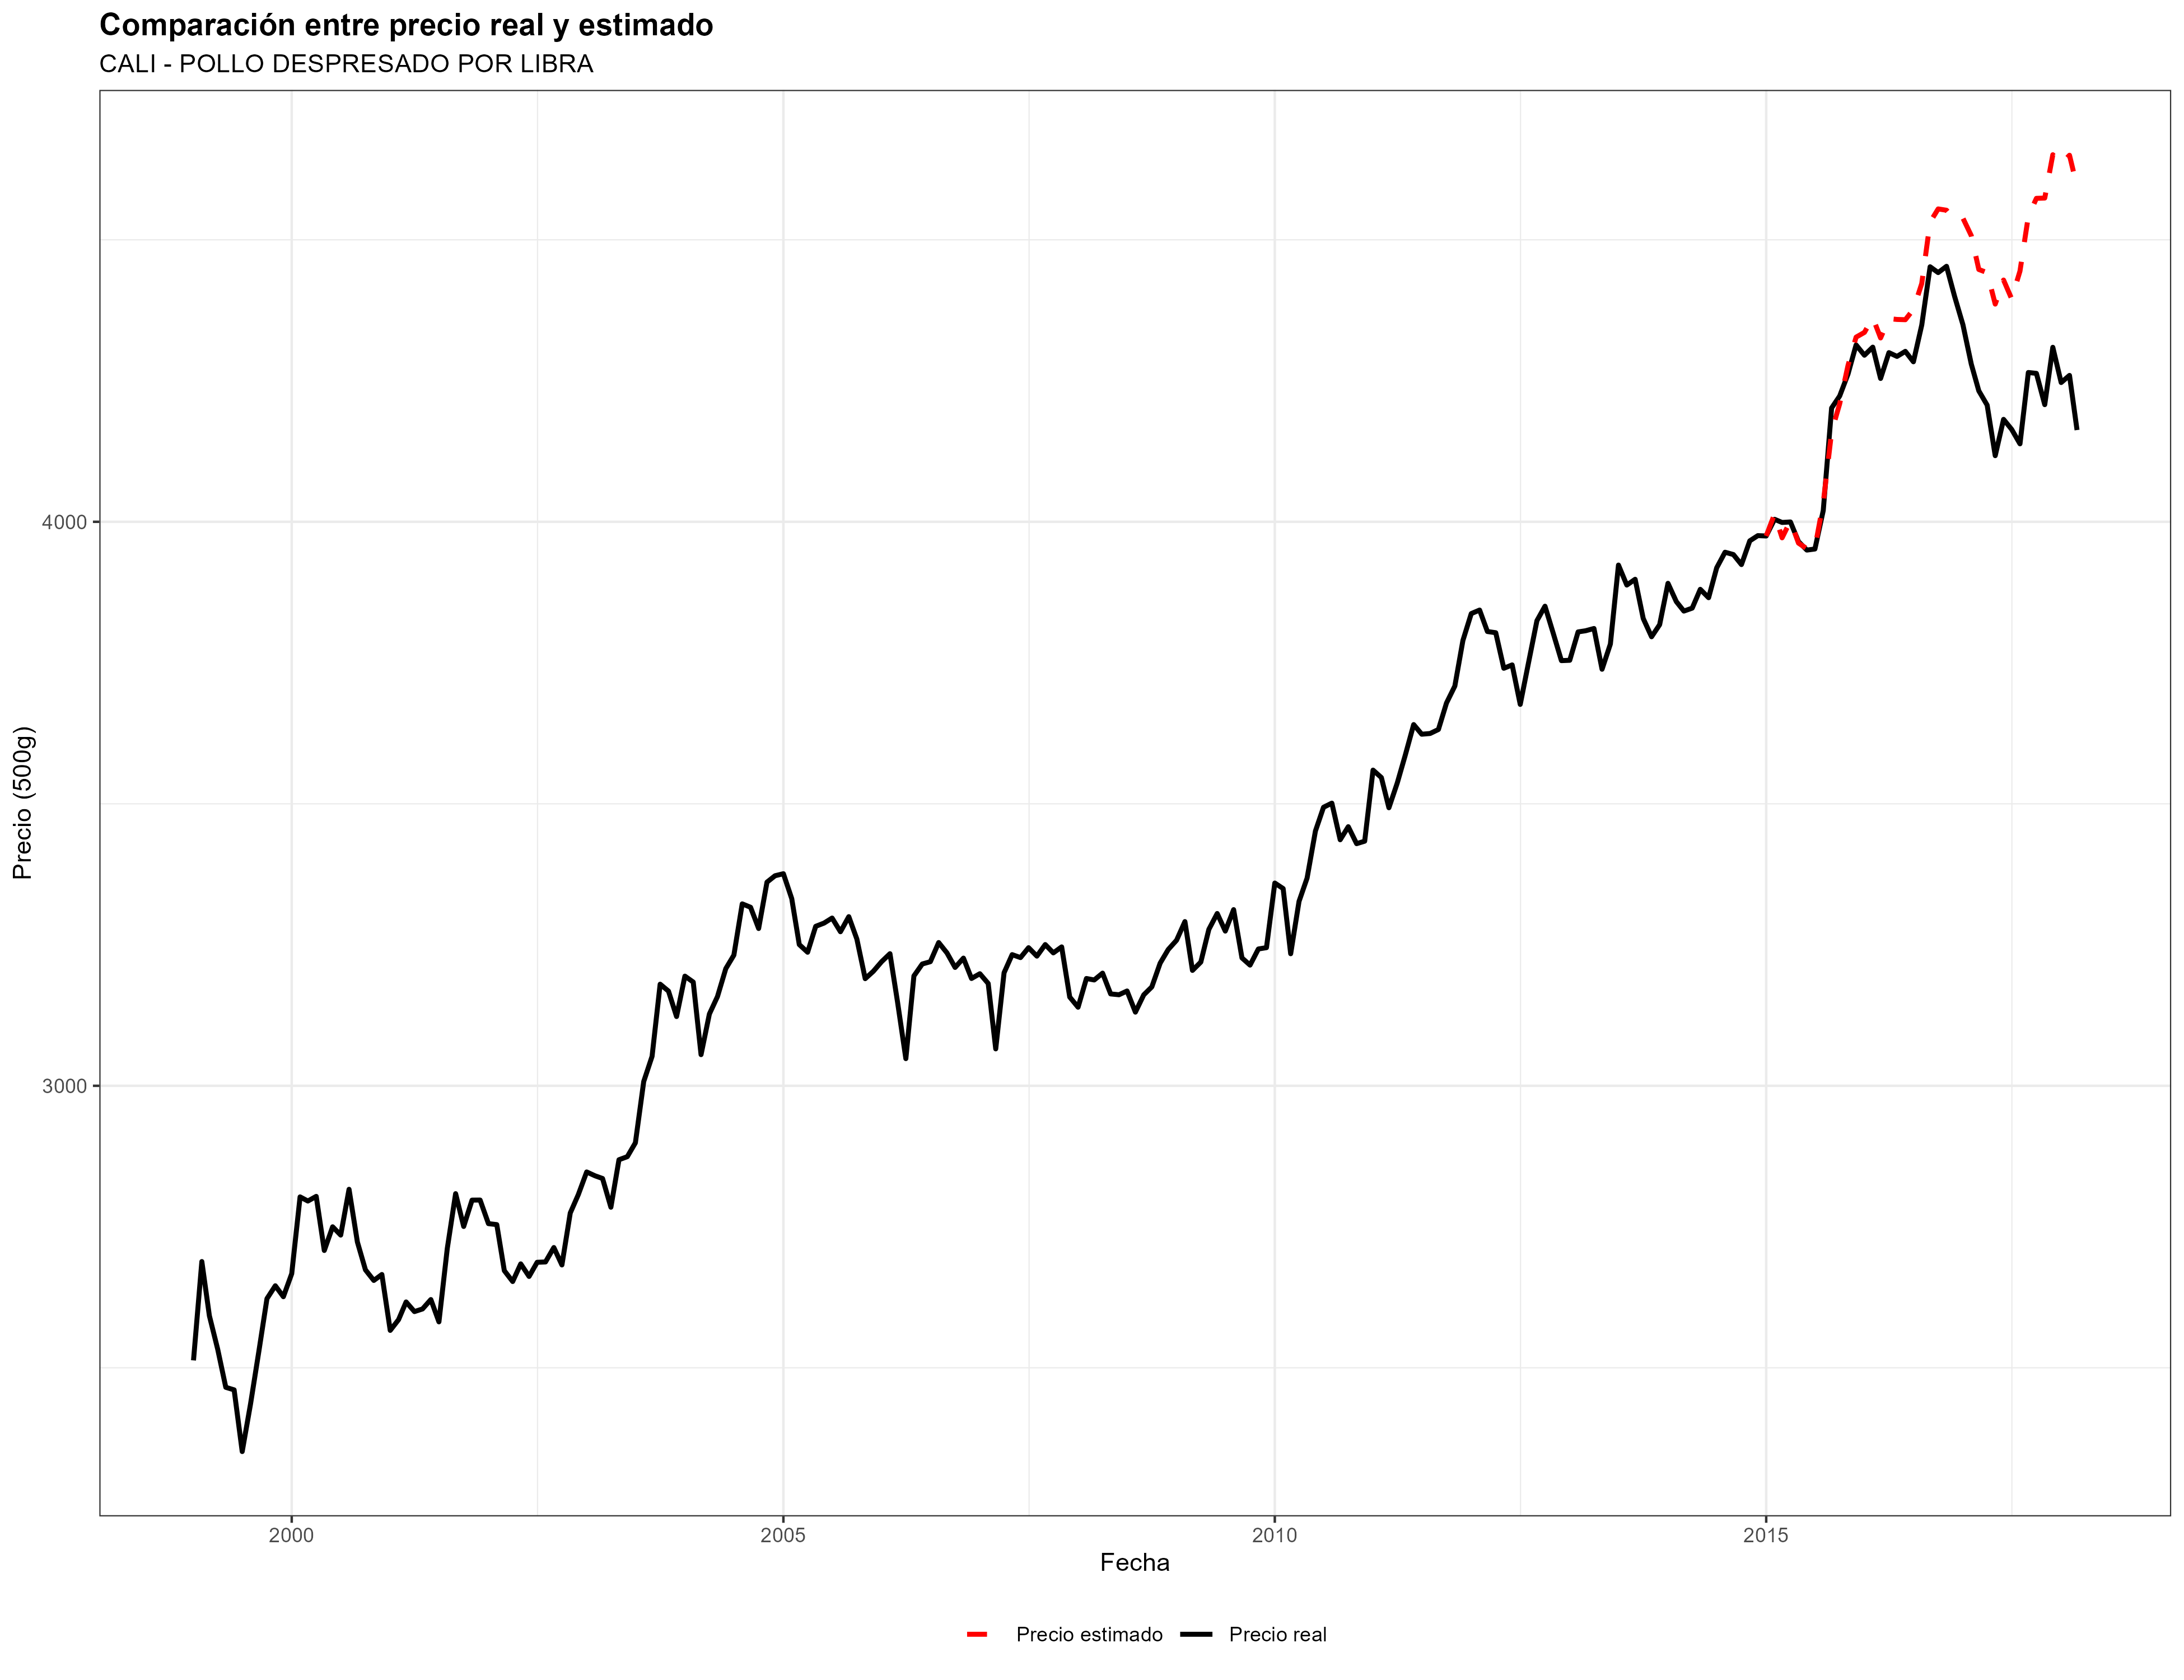 Comparación entre precio real y estimado
CALI - POLLO DESPRESADO POR LIBRA
Precio (500g)
4000
3000
2000
2005
2010
2015
Fecha
Precio estimado
Precio real